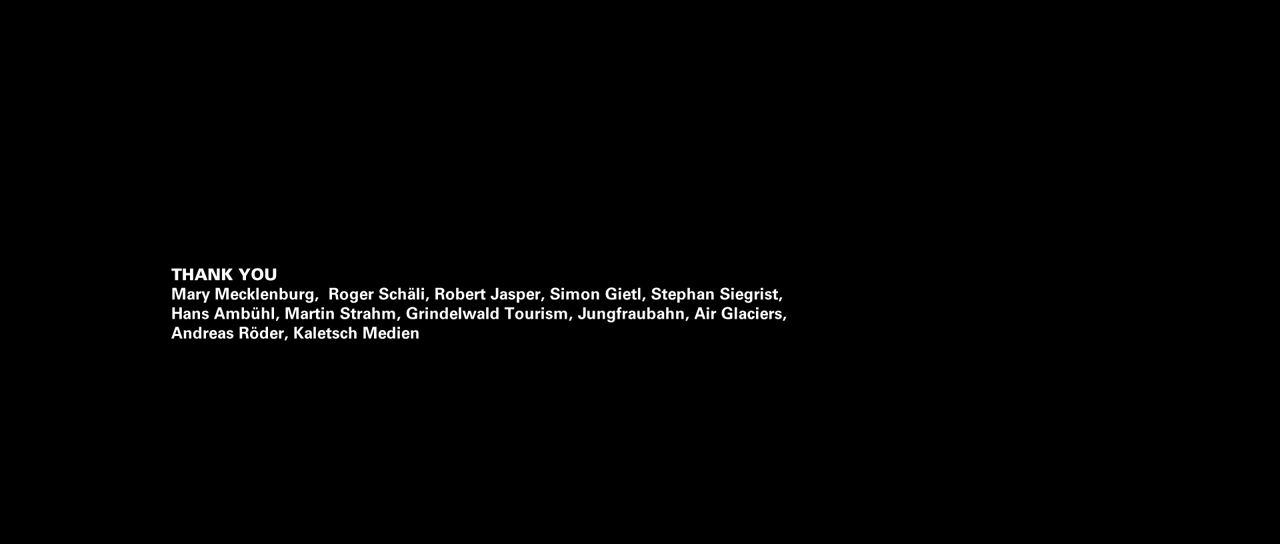 THANK YOU
Mary Mecklenburg,  Roger Schäli, Robert Jasper, Simon Gietl, Stephan Siegrist,
Hans Ambühl, Martin Strahm, Grindelwald Tourism, Jungfraubahn, Air Glaciers,
Andreas Röder, Kaletsch Medien